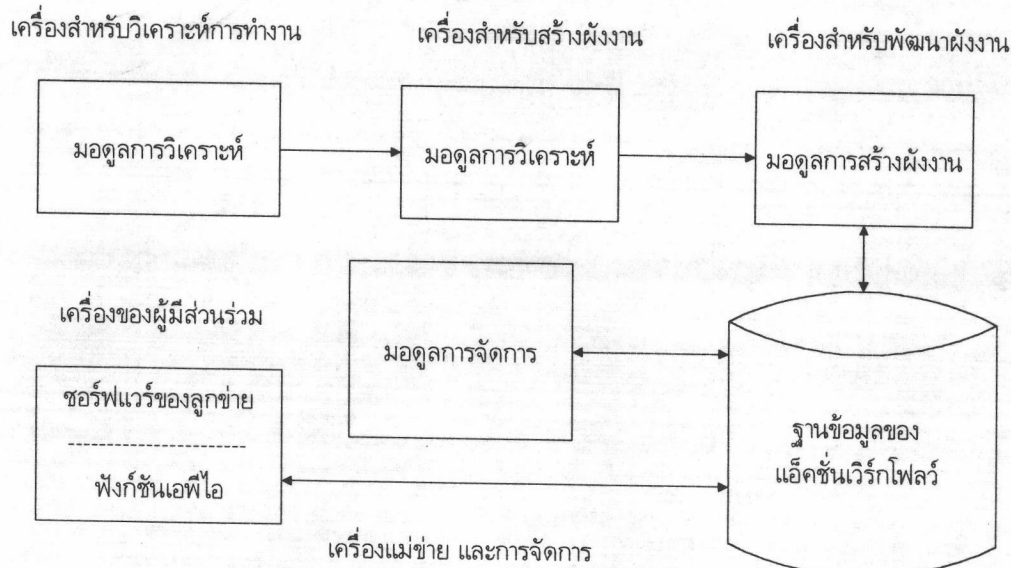 เครื่องสำหรับวิเคราะห์การทำงาน
เครื่องสำหรับสร้างผังงาน
เครื่องสำหรับพัฒนาผังงาน
มอดูลการวิเคราะห์
มอดูลการวิเคราะห์
มอดูลการสร้างผังงาน
เครื่องของผู้มีส่วนร่วม
มอดูลการจัดการ
ซอร์ฟแวร์ของลูกข่าย
ฟังก์ชันเอพีไอ
ฐานข้อมูลของ
แอ็คชั่นเวิร์กโฟลว์
เครื่องแม่ข่าย และการจัดการ